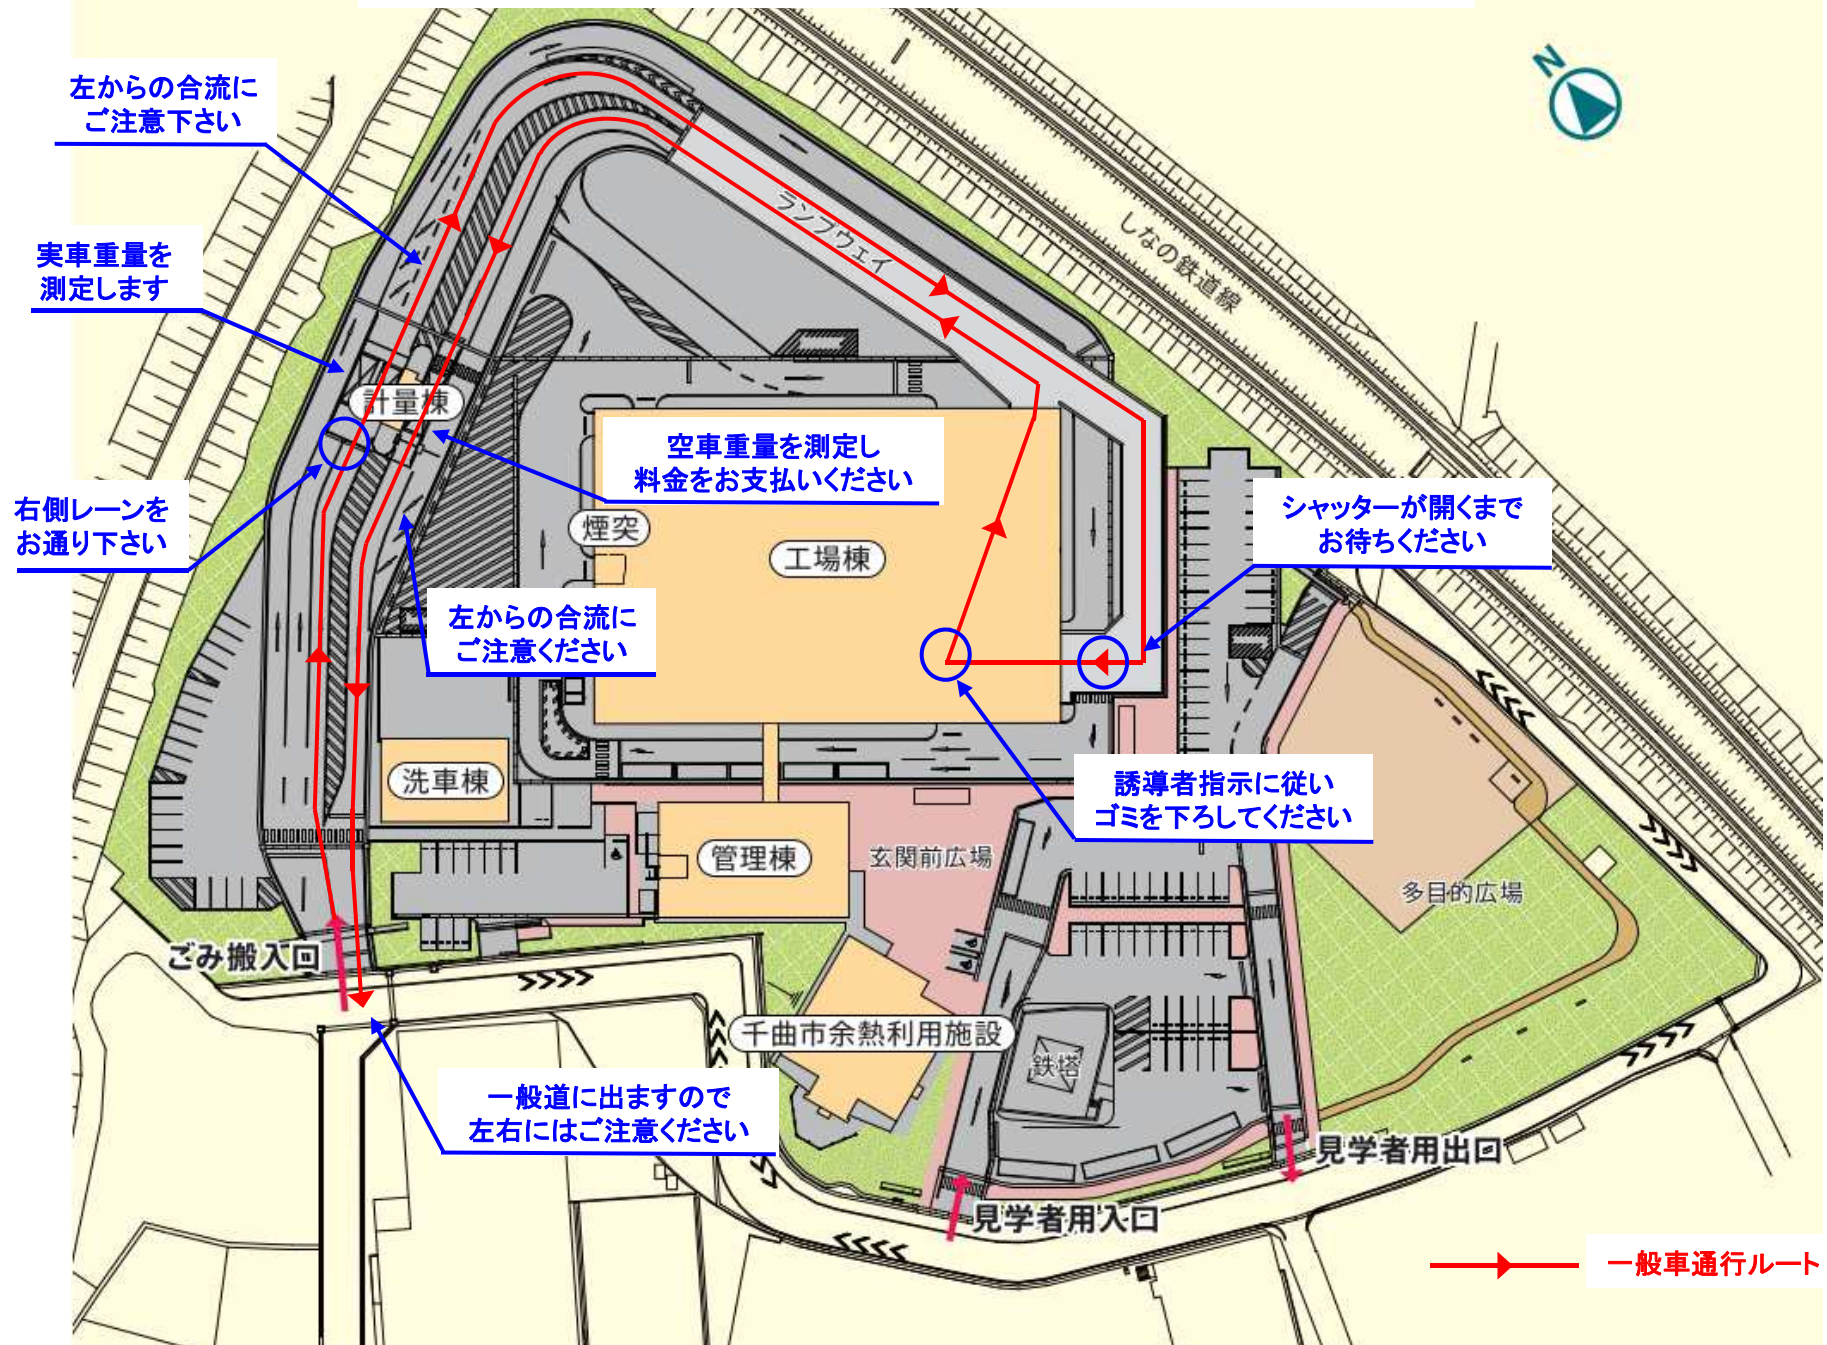 N
左からの合流に
ご注意下さい
ランプウェイ
しなの鉄道線
実車重量を
測定します
計量棟
空車重量を測定し
料金をお支払いください
右側レーンを
お通り下さい
煙突
工場棟
シャッターが開くまで
お待ちください
左からの合流に
ご注意ください
洗車棟
誘導者指示に従い
ゴミを下ろしてください
管理棟
玄関前広場
多目的広場
ごみ搬入口
千曲市余熱利用施設
鉄塔
一般道に出ますので
左右にはご注意ください
見学者用出口
見学者用入口
一般車通行ルート